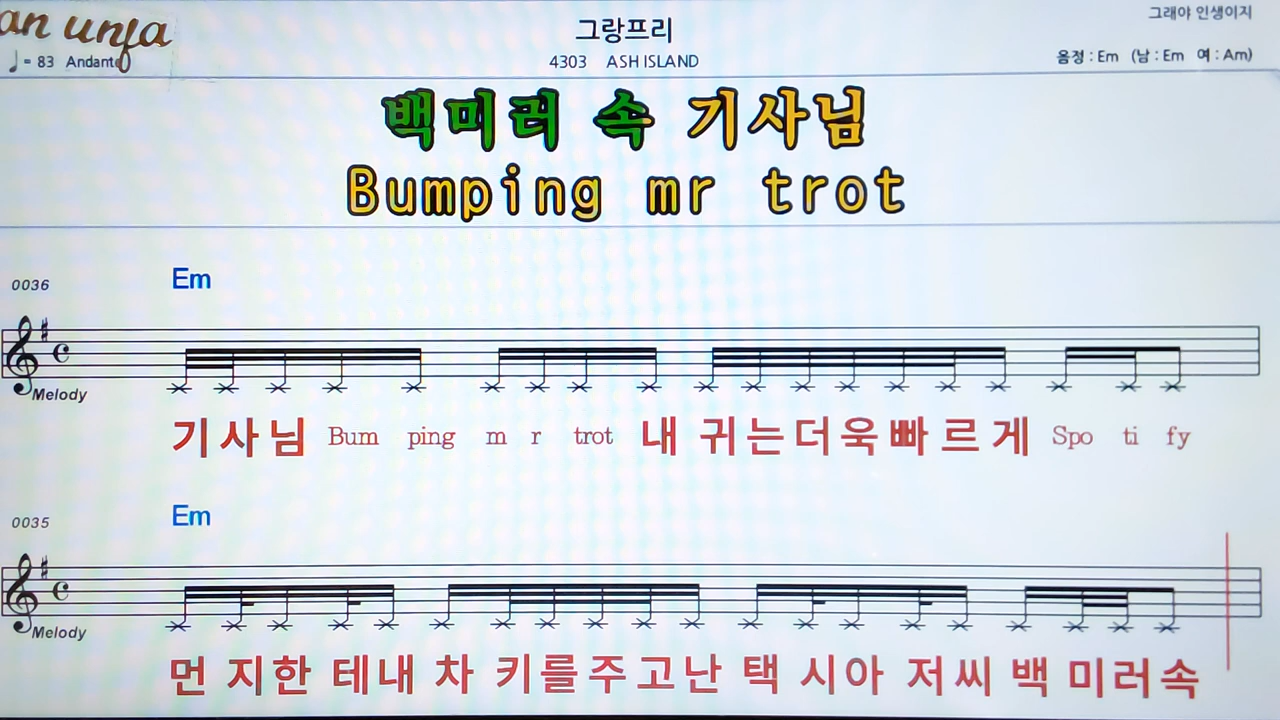 an unfa
그래야 인생이지
그랑프리
♩= 83 Andante
4303 ASH ISLAND
음정 : Em (남 : Em 여 : Am)
백미러 속 기사님
Bumping mr trot
0036
Em
Melody
기사님 Bum ping m r trot 내 귀는더욱빠르게 Spo ti fy
0035
Em
Melody
먼 지한 테내 차 키를주고난 택 시아 저씨 백 미러속